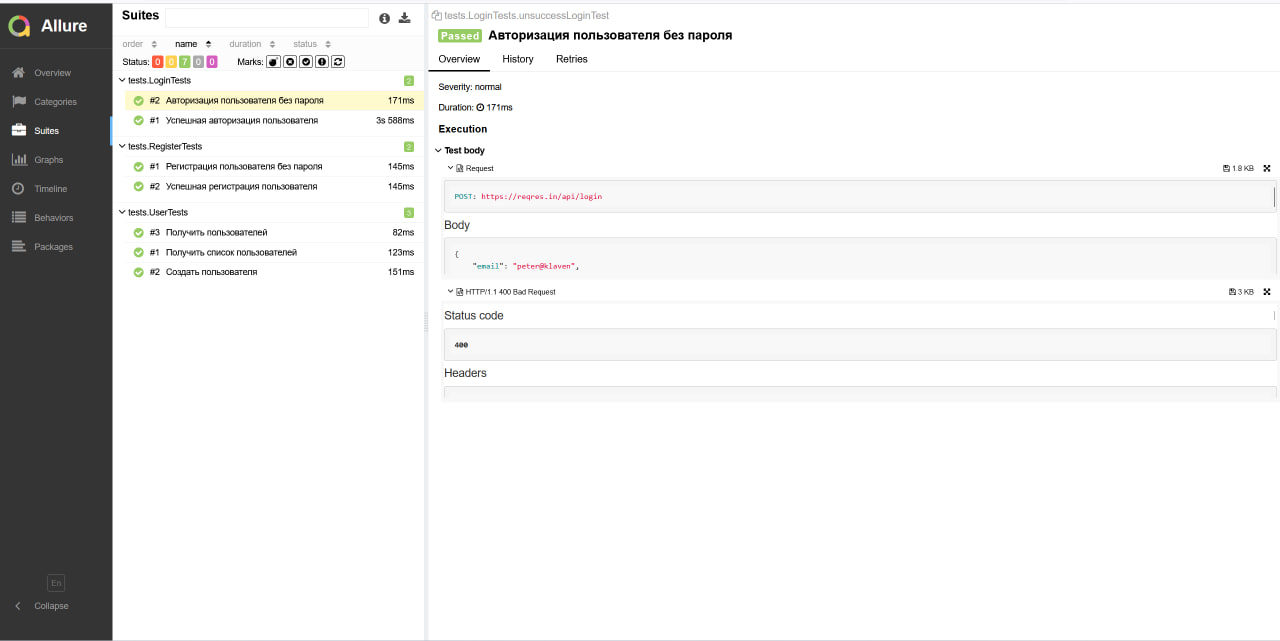 Allure
Overview
Categories
Suites
Graphs
Timeline
Behaviors
Packages
En
Collapse
Suites
order name duration status
Status: 0 0 7 0 0 Marks:
tests.LoginTests 2
#2 Авторизация пользователя без пароля 171ms
#1 Успешная авторизация пользователя 3s 588ms
tests.RegisterTests 2
#1 Регистрация пользователя без пароля 145ms
#2 Успешная регистрация пользователя 145ms
tests.UserTests 3
#3 Получить пользователей 82ms
#1 Получить список пользователей 123ms
#2 Создать пользователя 151ms
tests.LoginTests.unsuccessLoginTest
Passed Авторизация пользователя без пароля
Overview History Retries
Severity: normal
Duration: 171ms
Execution
Test body
Request 1.8 KB
POST: https://reqres.in/api/login
Body
{
"email": "peter@klaven",
HTTP/1.1 400 Bad Request 3 KB
Status code
400
Headers